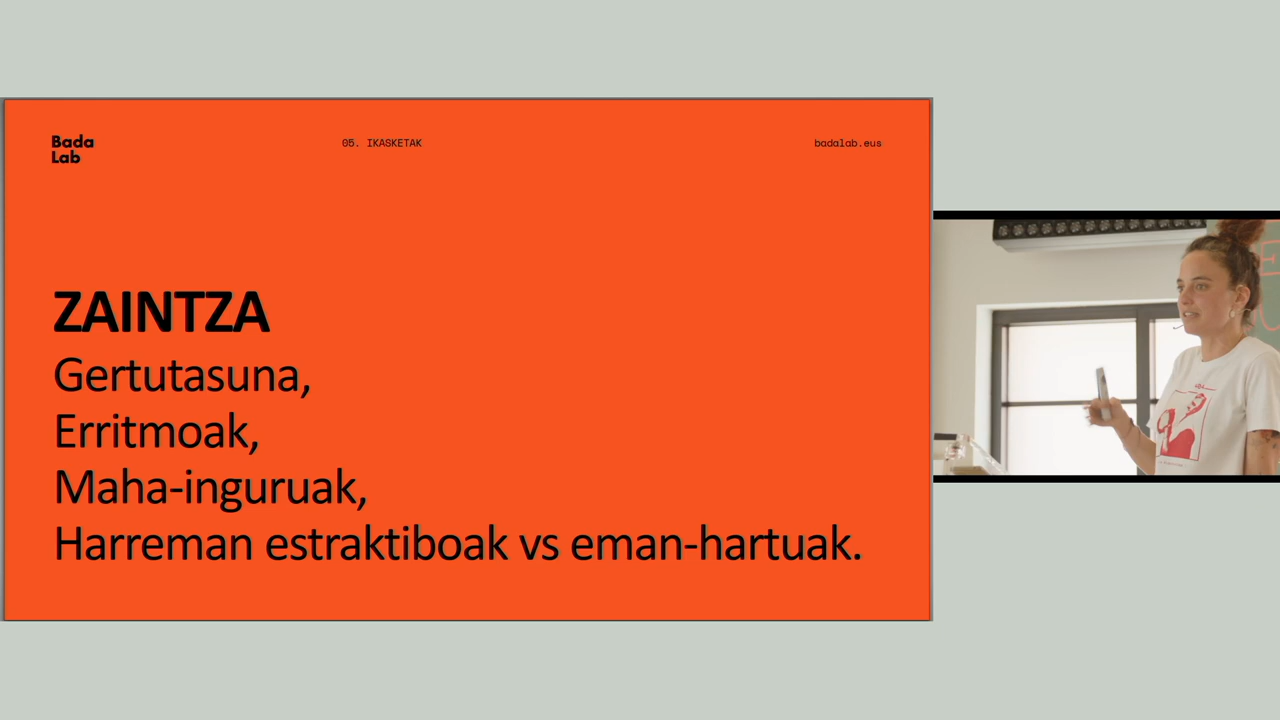 Bada
Lab
05. IKASKETAK
badalab.eus
ZAINTZA
Gertutasuna,
Erritmoak,
Maha-inguruak,
Harreman estraktiboak vs eman-hartuak.